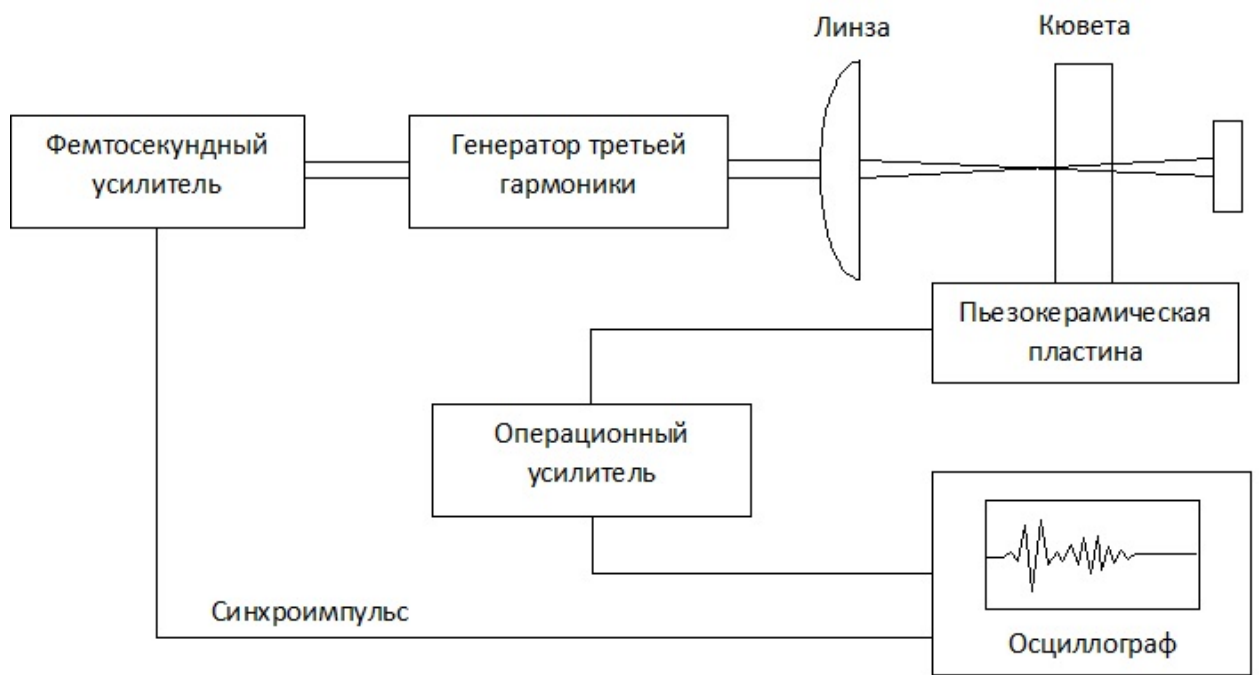 Линза
Кювета
Фемтосекундный
усилитель
Генератор третьей
гармоники
Пьезокерамическая
пластина
Операционный
усилитель
Синхроимпульс
Осциллограф